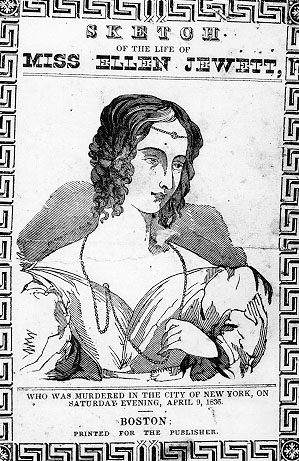 SKETCH
OF THE LIFE OF
MISS ELLEN JEWETT,
WHO WAS MURDERED IN THE CITY OF NEW YORK, ON
SATURDAY EVENING, APRIL 9, 1836.
BOSTON:
PRINTED FOR THE PUBLISHER.